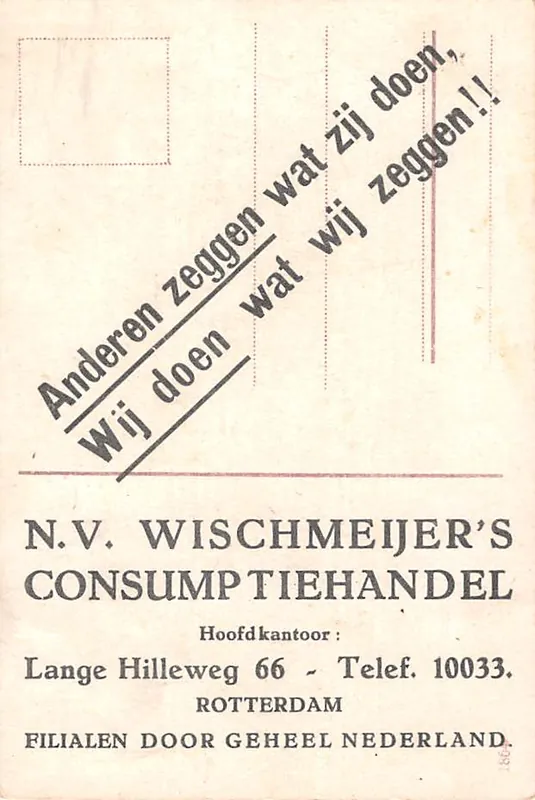 Anderen zeggen wat zij doen,
Wij doen wat wij zeggen!!
N.V. WISCHMEIJER'S
CONSUMPTIEHANDEL
Hoofdkantoor:
Lange Hilleweg 66 - Telef. 10033.
ROTTERDAM
FILIALEN DOOR GEHEEL NEDERLAND